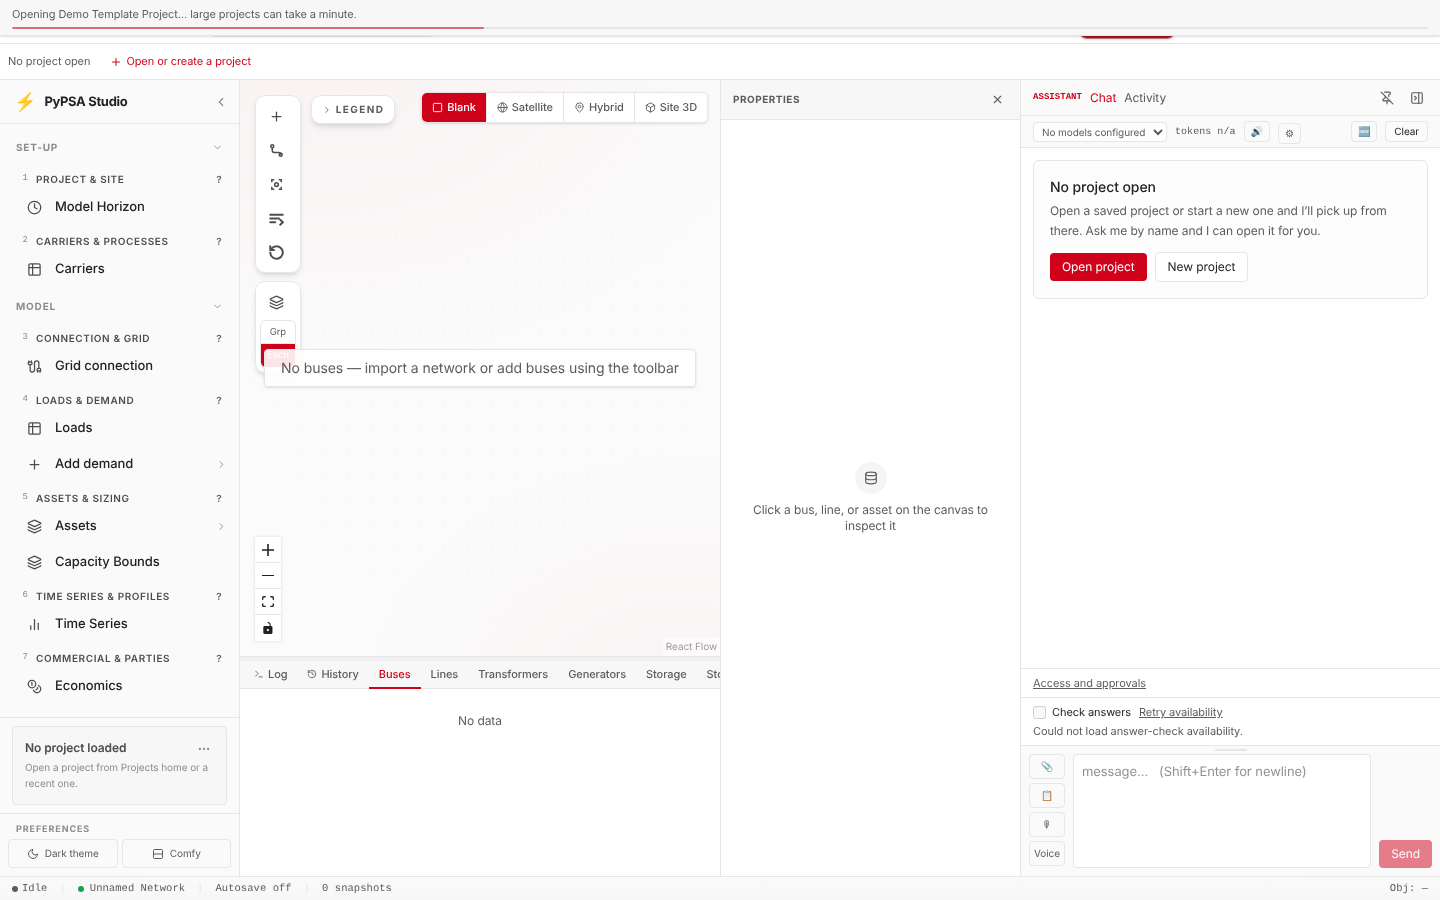 Opening Demo Template Project... large projects can take a minute.
No project open
Open or create a project
PyPSA Studio
SET-UP
1 PROJECT & SITE ?
Model Horizon
2 CARRIERS & PROCESSES ?
Carriers
MODEL
3 CONNECTION & GRID ?
Grid connection
4 LOADS & DEMAND ?
Loads
Add demand
5 ASSETS & SIZING ?
Assets
Capacity Bounds
6 TIME SERIES & PROFILES ?
Time Series
7 COMMERCIAL & PARTIES ?
Economics
No project loaded
Open a project from Projects home or a
recent one.
PREFERENCES
Dark theme
Comfy
LEGEND
Blank
Satellite
Hybrid
Site 3D
Grp
Each
No buses — import a network or add buses using the toolbar
React Flow
Log
History
Buses
Lines
Transformers
Generators
Storage
Sto
No data
PROPERTIES
Click a bus, line, or asset on the canvas to
inspect it
ASSISTANT Chat Activity
No models configured
tokens n/a
Clear
No project open
Open a saved project or start a new one and I'll pick up from
there. Ask me by name and I can open it for you.
Open project
New project
Access and approvals
Check answers Retry availability
Could not load answer-check availability.
message... (Shift+Enter for newline)
Voice
Send
Idle
Unnamed Network
Autosave off
0 snapshots
Obj: —